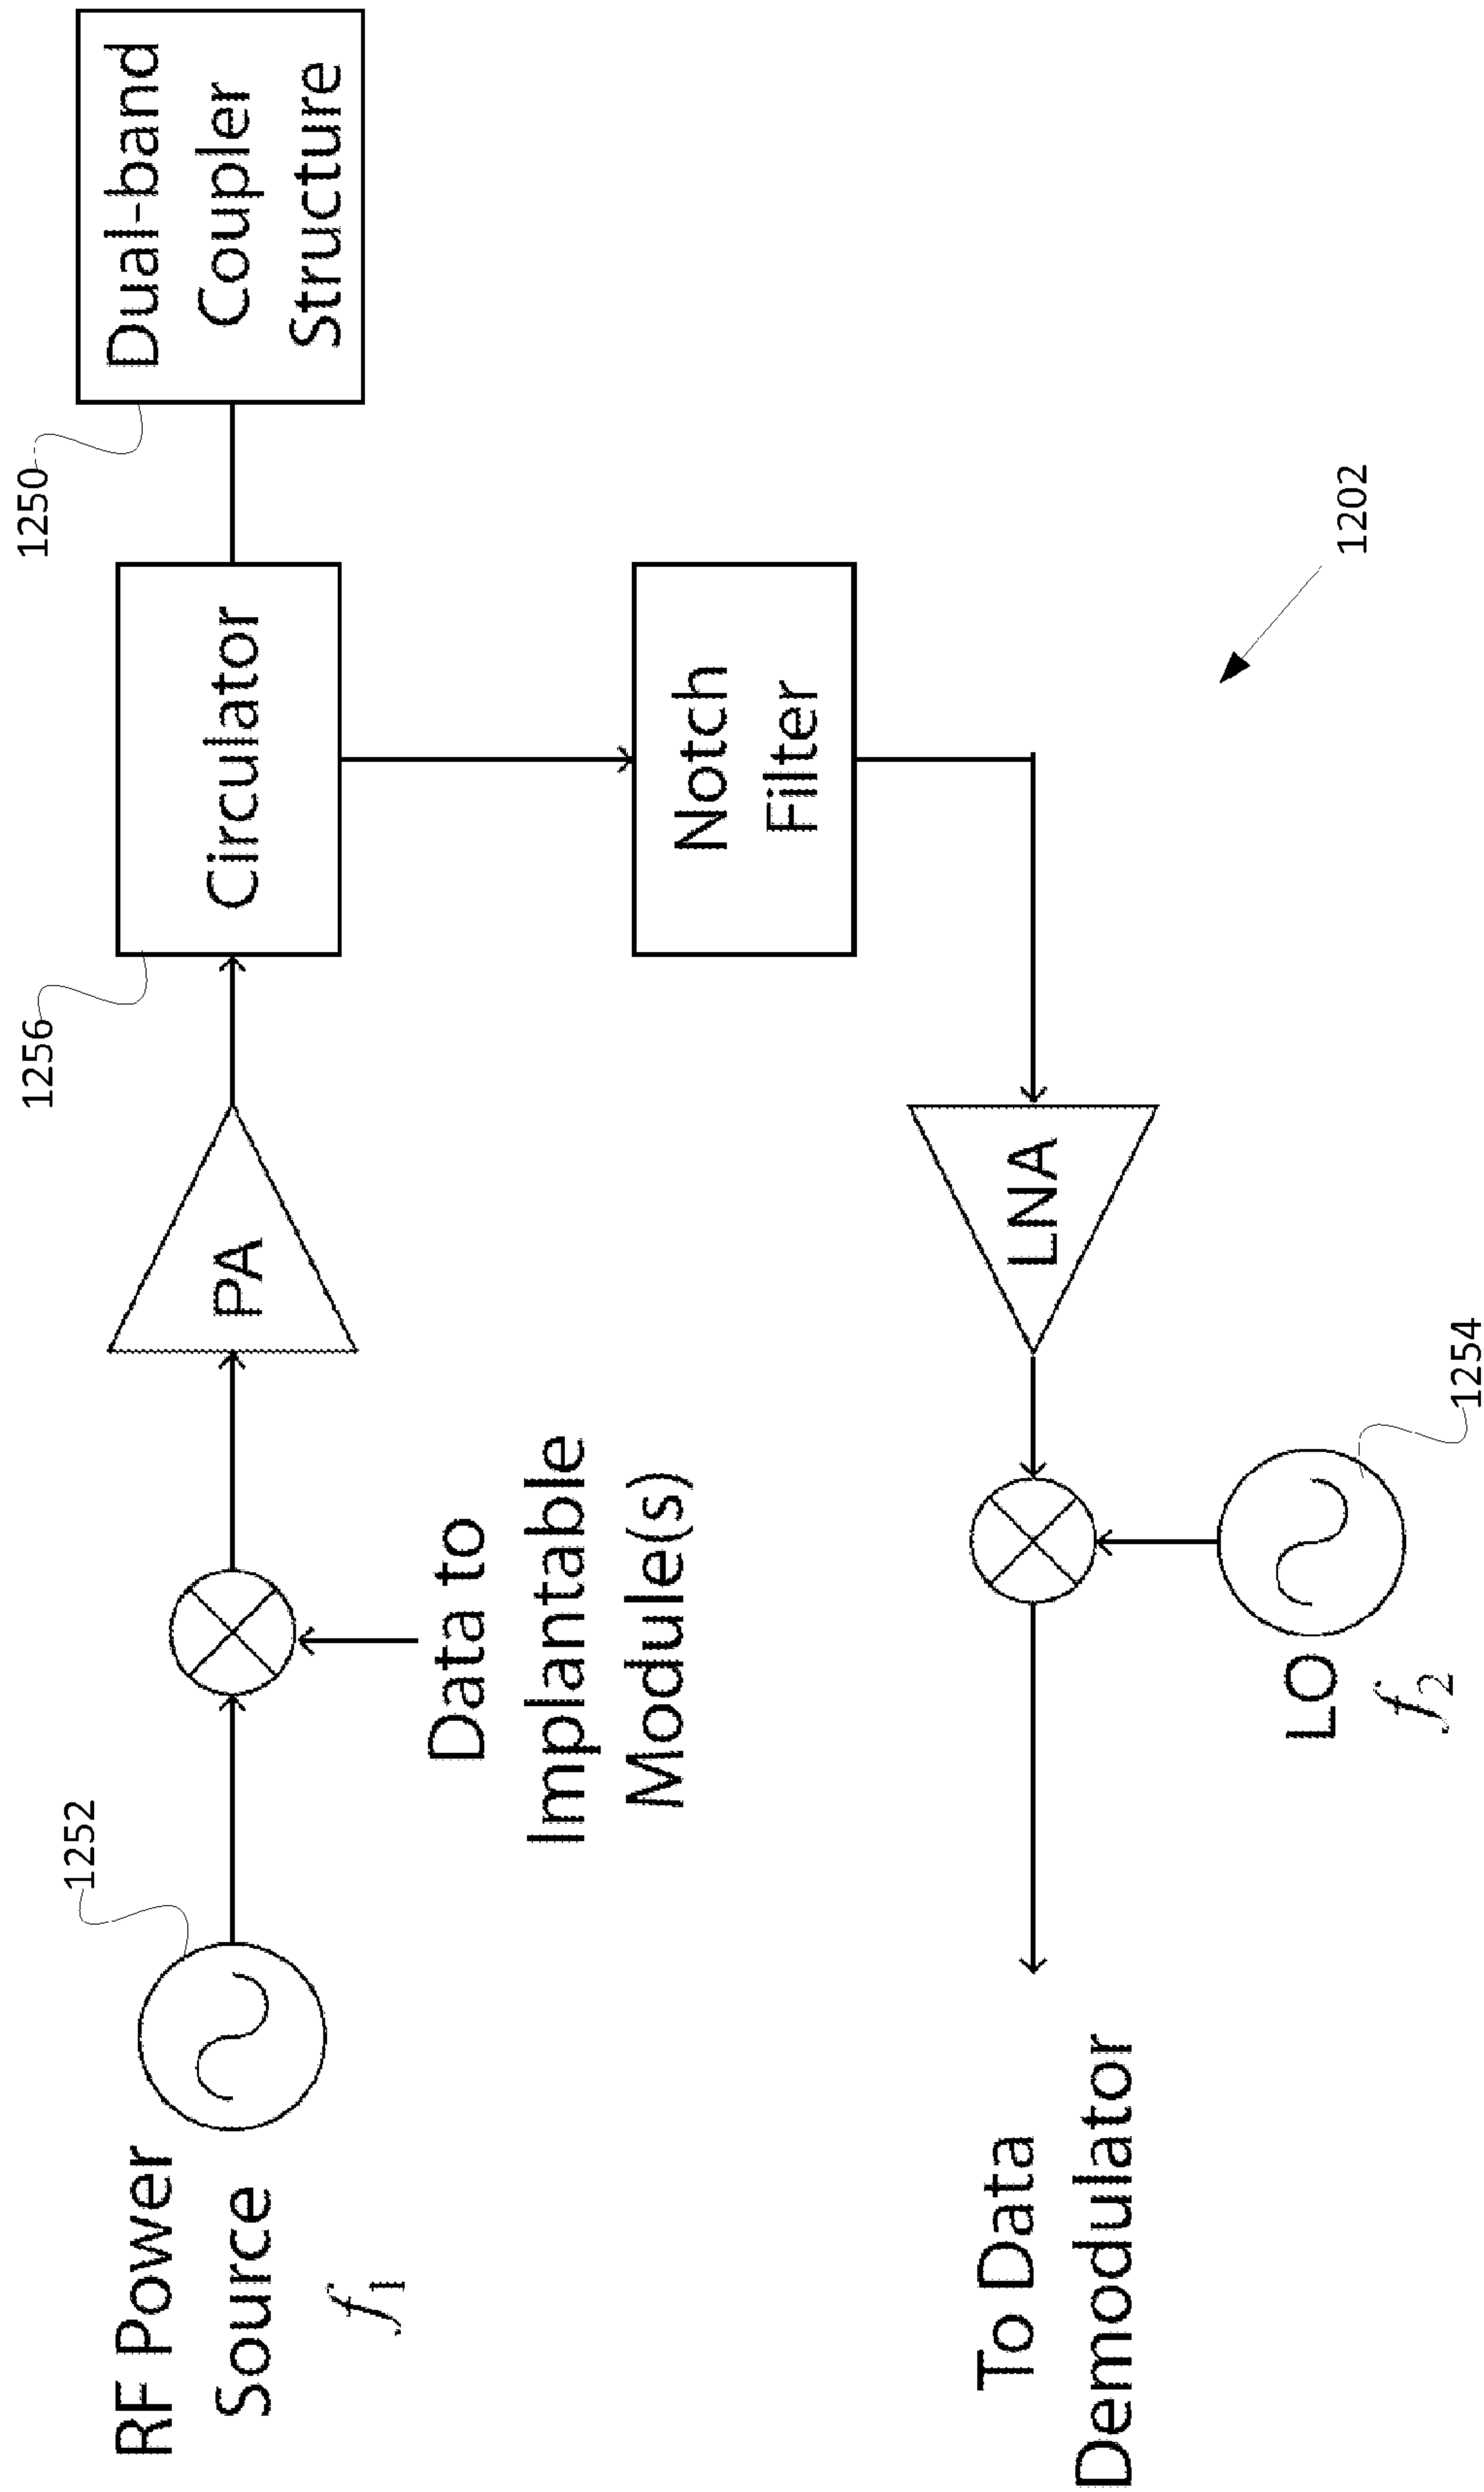 1252
1256
1250
RF Power
Source
f1
PA
Circulator
Dual-band
Coupler
Structure
Data to
Implantable
Module(s)
Notch
Filter
To Data
Demodulator
LNA
LO
f2
1254
1202